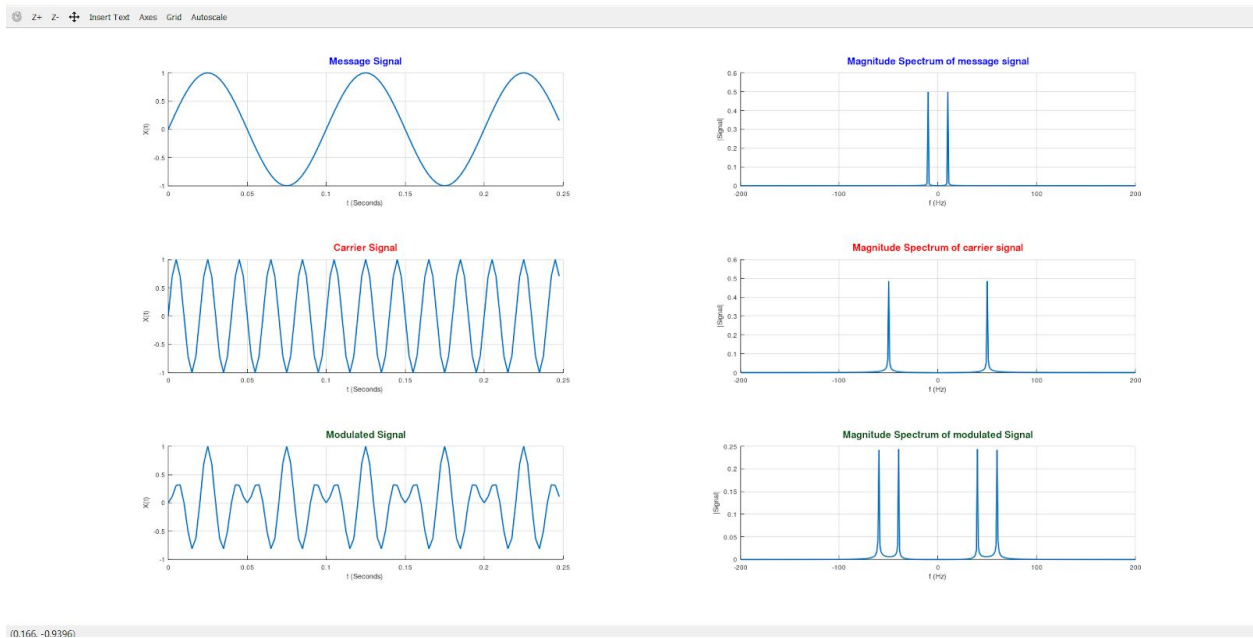 Z+ Z- Insert Text Axes Grid Autoscale
Message Signal
1
0.5
0
-0.5
-1
X(t)
0 0.05 0.1 0.15 0.2 0.25
t (Seconds)
Magnitude Spectrum of message signal
0.6
0.5
0.4
0.3
0.2
0.1
0
|Signal|
-200 -100 0 100 200
f (Hz)
Carrier Signal
1
0.5
0
-0.5
-1
X(t)
0 0.05 0.1 0.15 0.2 0.25
t (Seconds)
Magnitude Spectrum of carrier signal
0.6
0.5
0.4
0.3
0.2
0.1
0
|Signal|
-200 -100 0 100 200
f (Hz)
Modulated Signal
1
0.5
0
-0.5
-1
X(t)
0 0.05 0.1 0.15 0.2 0.25
t (Seconds)
Magnitude Spectrum of modulated Signal
0.25
0.2
0.15
0.1
0.05
0
|Signal|
-200 -100 0 100 200
f (Hz)
(0.166, -0.9396)